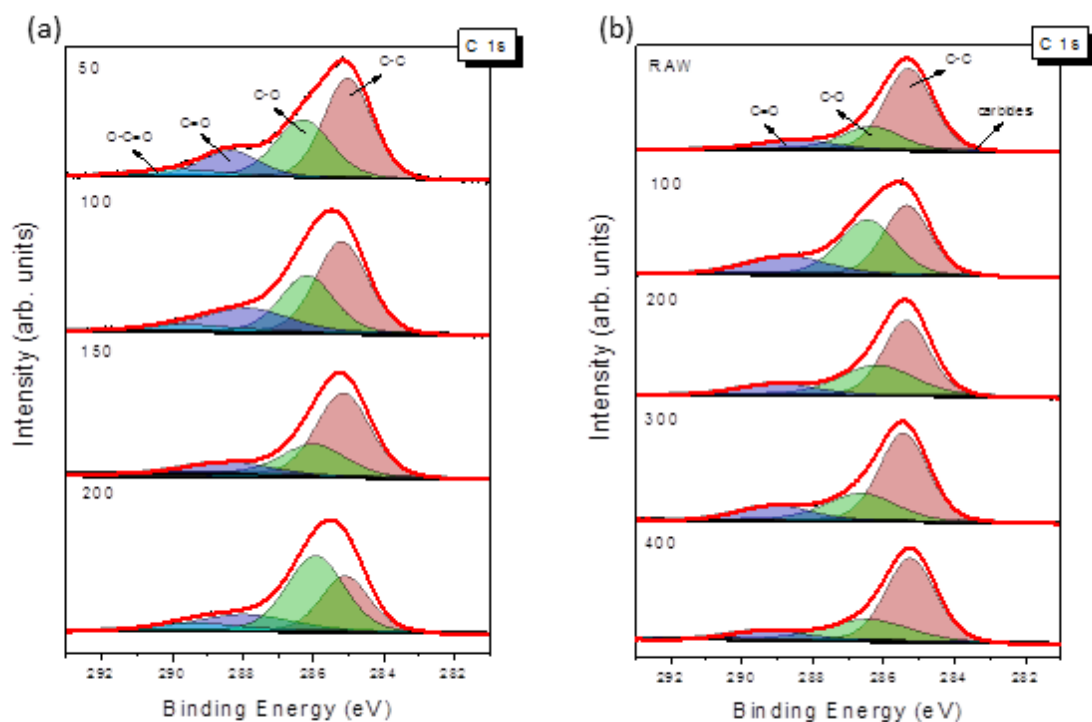 (a)
C 1s
50
C-C
C-O
C=O
O-C=O
100
150
200
Intensity (arb. units)
292 290 288 286 284 282
Binding Energy (eV)
(b)
C 1s
RAW
C-C
C-O
C=O
carbides
100
200
300
400
Intensity (arb. units)
292 290 288 286 284 282
Binding Energy (eV)